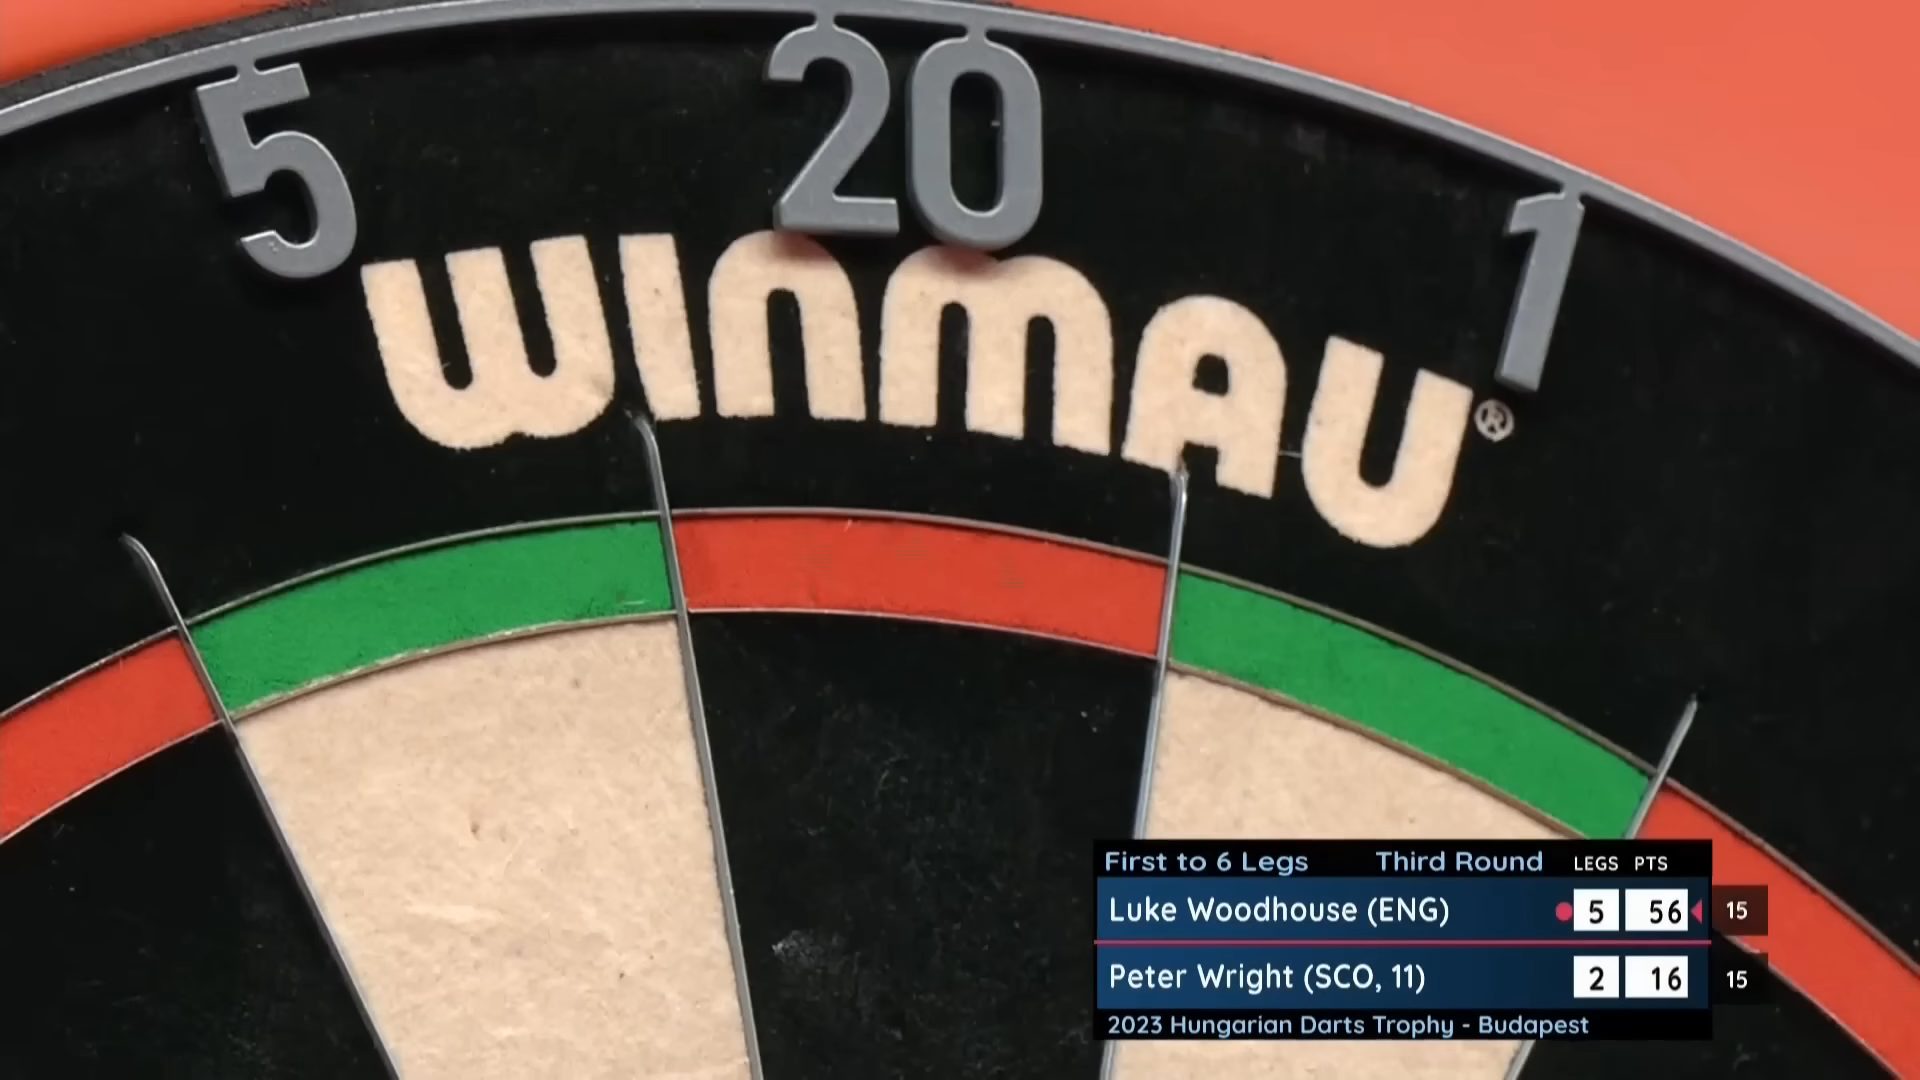 5 20 1
WINMAU®
First to 6 Legs Third Round LEGS PTS
Luke Woodhouse (ENG) 5 56 15
Peter Wright (SCO, 11) 2 16 15
2023 Hungarian Darts Trophy - Budapest